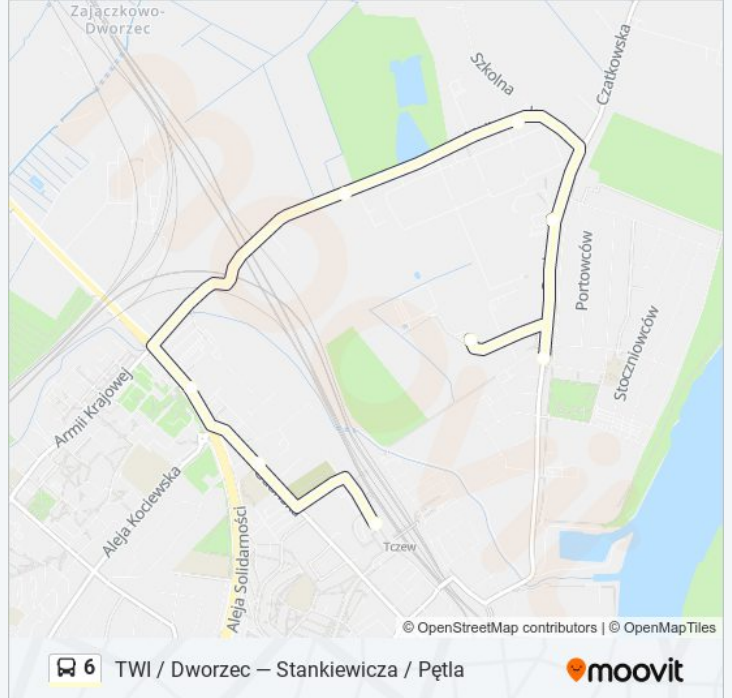 Zajączkowo-
Dworzec
Szkolna
Czatkowska
Portowców
Stoczniowców
Armii Krajowej
Aleja Kociewska
Aleja Solidarności
Tczew
© OpenStreetMap contributors | © OpenMapTiles
6 TWI / Dworzec — Stankiewicza / Pętla
moovit